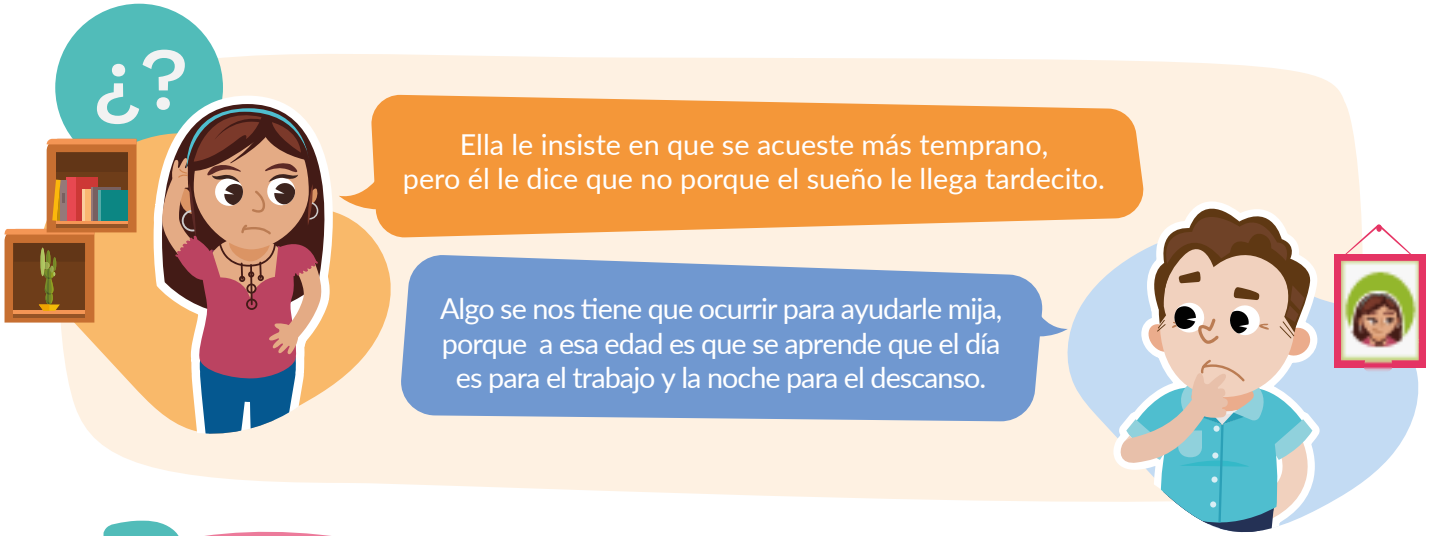 ¿?
Ella le insiste en que se acueste más temprano,
pero él le dice que no porque el sueño le llega tardecito.
Algo se nos tiene que ocurrir para ayudarle mija,
porque  a esa edad es que se aprende que el día
es para el trabajo y la noche para el descanso.